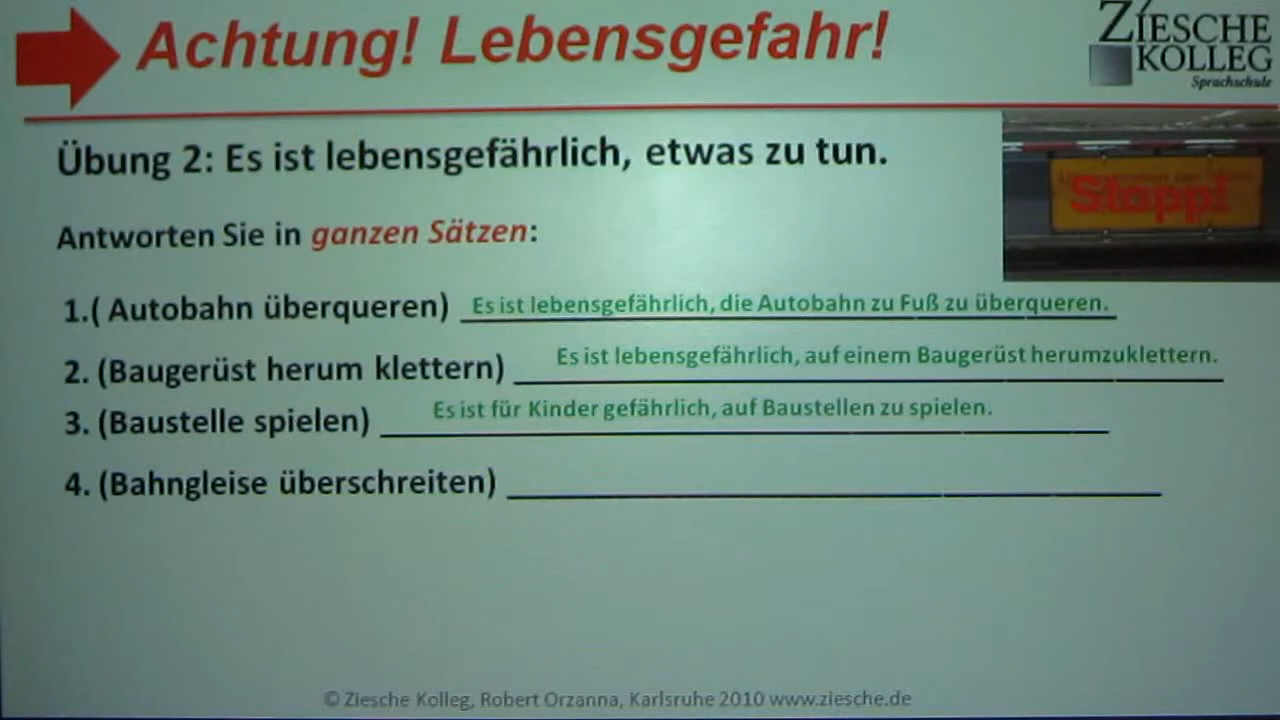 Achtung! Lebensgefahr!
ZIESCHE
KOLLEG
Sprachschule
Übung 2: Es ist lebensgefährlich, etwas zu tun.
Stopp!
Antworten Sie in ganzen Sätzen:
1.( Autobahn überqueren) Es ist lebensgefährlich, die Autobahn zu Fuß zu überqueren.
2. (Baugerüst herum klettern) Es ist lebensgefährlich, auf einem Baugerüst herumzuklettern.
3. (Baustelle spielen) Es ist für Kinder gefährlich, auf Baustellen zu spielen.
4. (Bahngleise überschreiten)
© Ziesche Kolleg, Robert Orzanna, Karlsruhe 2010 www.ziesche.de